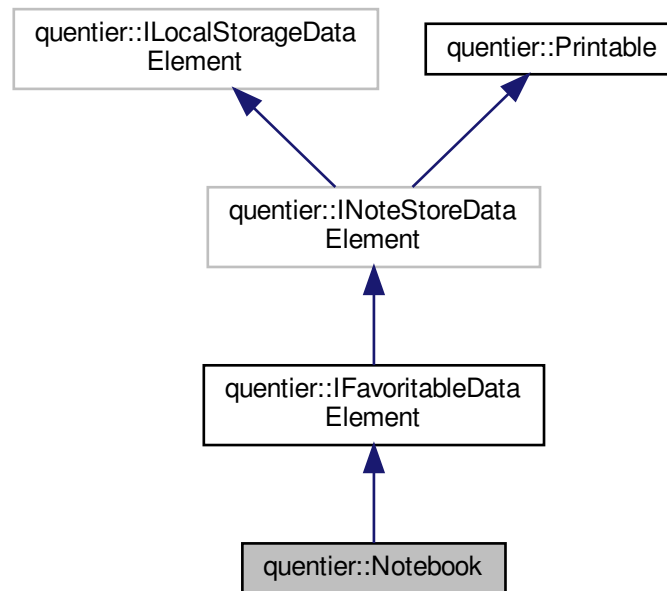 quentier::ILocalStorageData
Element
quentier::Printable
quentier::INoteStoreData
Element
quentier::IFavoritableData
Element
quentier::Notebook